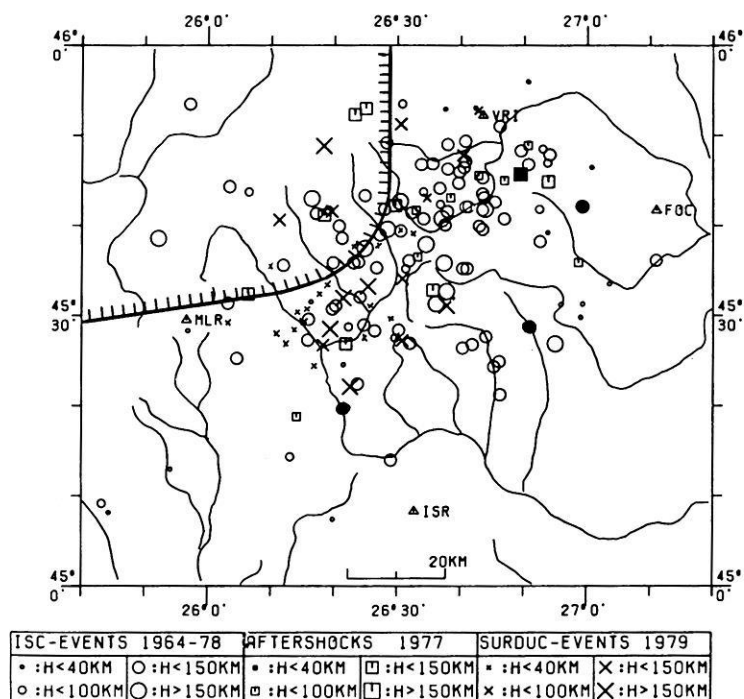 26°0' 26°30' 27°0'
46° 0' 46° 0'
VRI
FOC
45° 30' 45° 30'
MLR
ISR
20KM
45° 0' 45° 0'
26°0' 26°30' 27°0'
ISC-EVENTS 1964-78 AFTERSHOCKS 1977 SURDUC-EVENTS 1979
:H<40KM :H<150KM :H<40KM :H<150KM :H<40KM :H<150KM
:H<100KM :H>150KM :H<100KM :H>150KM :H<100KM :H>150KM